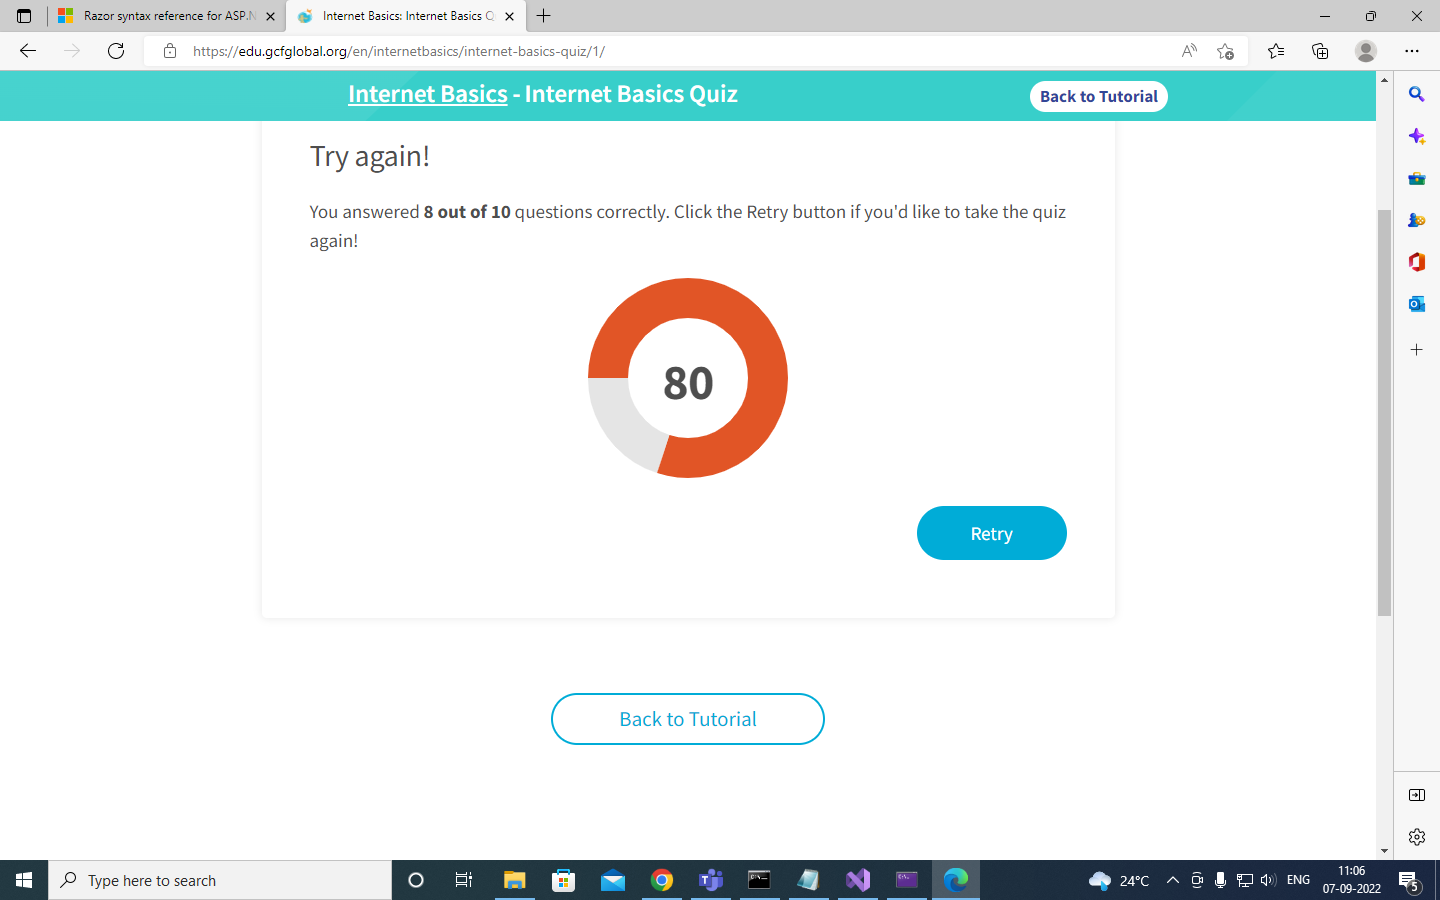 Razor syntax reference for ASP.N
Internet Basics: Internet Basics Q
https://edu.gcfglobal.org/en/internetbasics/internet-basics-quiz/1/
Internet Basics - Internet Basics Quiz
Back to Tutorial
Try again!
You answered 8 out of 10 questions correctly. Click the Retry button if you'd like to take the quiz
again!
80
Retry
Back to Tutorial
Type here to search
24°C
ENG
11:06
07-09-2022
5